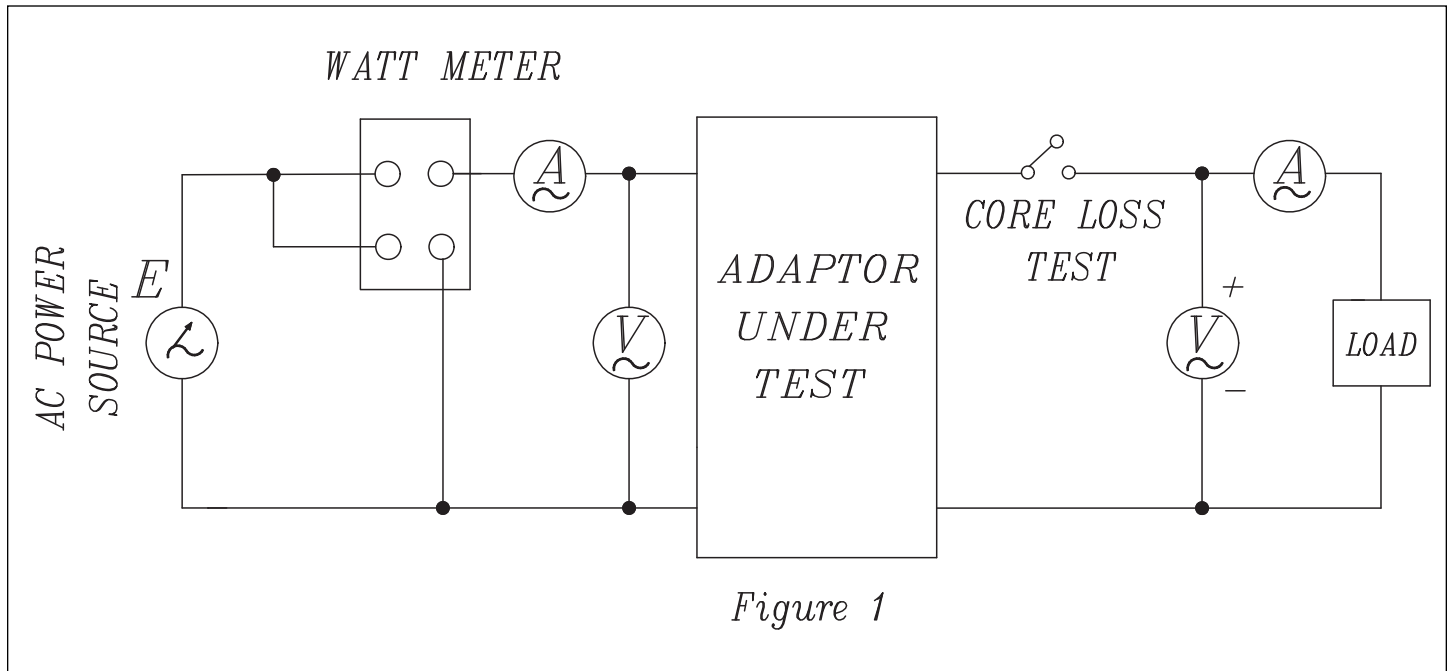 WATT METER
A
A
CORE LOSS
TEST
AC POWER
SOURCE
E
ADAPTOR
UNDER
TEST
V
+
V
-
LOAD
Figure 1